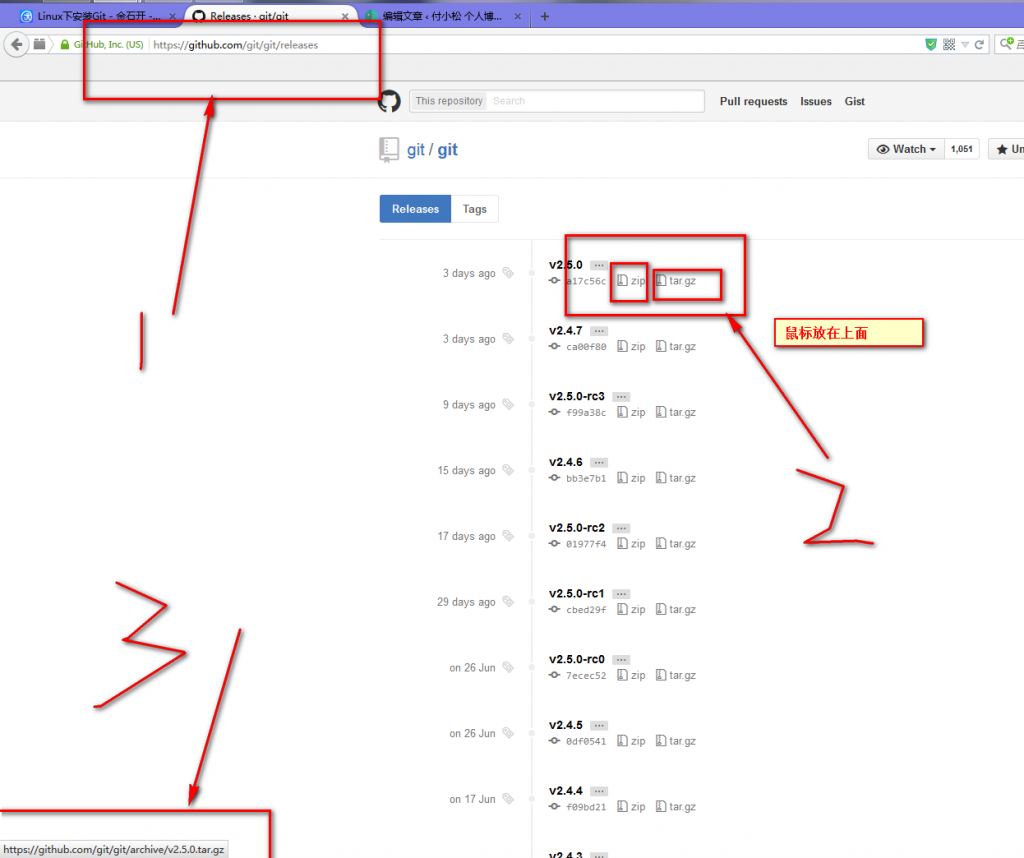 Linux下安装Git - 金石开 -...
Releases · git/git
编辑文章 ‹ 付小松 个人博...
GitHub, Inc. (US) https://github.com/git/git/releases
This repository Search Pull requests Issues Gist
git / git
Watch 1,051 Un
Releases Tags
3 days ago v2.5.0 ...
a17c56c zip tar.gz
鼠标放在上面
3 days ago v2.4.7 ...
ca00f80 zip tar.gz
9 days ago v2.5.0-rc3 ...
f99a38c zip tar.gz
15 days ago v2.4.6 ...
bb3e7b1 zip tar.gz
17 days ago v2.5.0-rc2 ...
01977f4 zip tar.gz
29 days ago v2.5.0-rc1 ...
cbed29f zip tar.gz
on 26 Jun v2.5.0-rc0 ...
7ecec52 zip tar.gz
on 26 Jun v2.4.5 ...
0df0541 zip tar.gz
on 17 Jun v2.4.4 ...
f09bd21 zip tar.gz
v2.4.3 ...
1
2
3
https://github.com/git/git/archive/v2.5.0.tar.gz